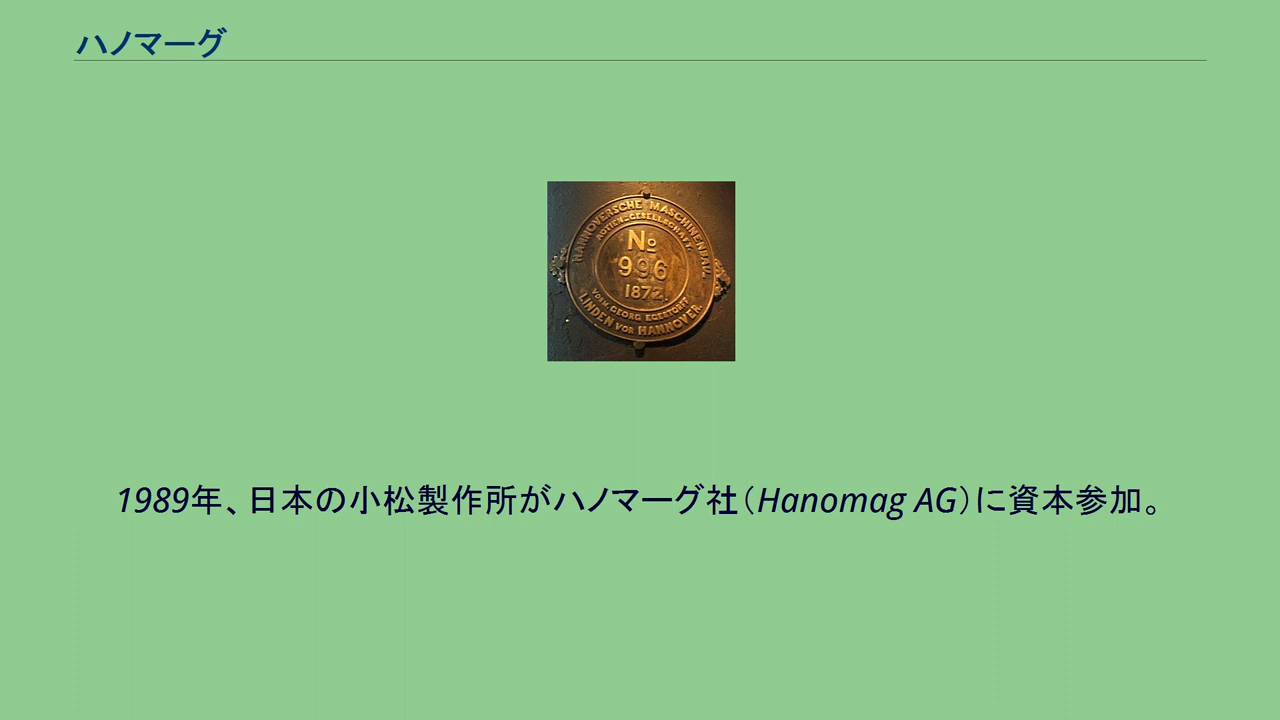 ハノマーグ
HANNOVERSCHE MASCHINENBAU
ACTIEN-GESELLSCHAFT.
No
996
1872.
VORM. GEORG EGESTORFF
LINDEN VOR HANNOVER.
1989年、日本の小松製作所がハノマーグ社（Hanomag AG）に資本参加。